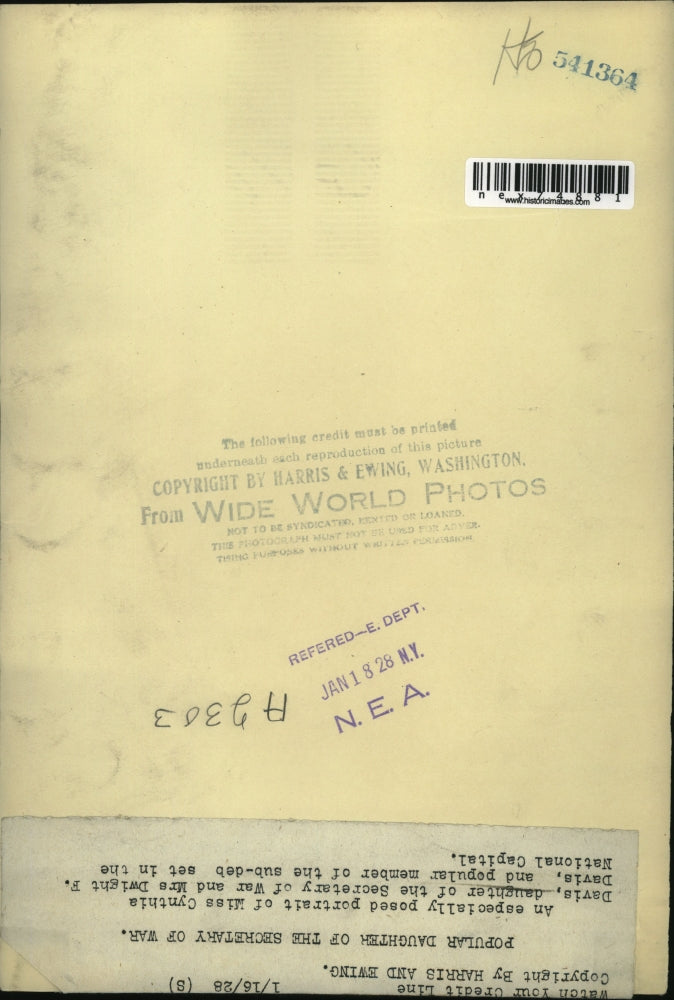 HB 541364
nex74881
www.historicimages.com
The following credit must be printed
underneath each reproduction of this picture
COPYRIGHT BY HARRIS & EWING, WASHINGTON.
From WIDE WORLD PHOTOS
NOT TO BE SYNDICATED, RENTED OR LOANED.
THIS PHOTOGRAPH MUST NOT BE USED FOR ADVER-
TISING PURPOSES WITHOUT WRITTEN PERMISSION.
REFERED—E. DEPT.
JAN 18 28 N.Y.
N. E. A.
Watch Your Credit Line 1/16/28 (S)
Copyright By HARRIS AND EWING.
POPULAR DAUGHTER OF THE SECRETARY OF WAR.
An especially posed portrait of Miss Cynthia
Davis, daughter of the Secretary of War and Mrs Dwight F.
Davis, and popular member of the sub-deb set in the
National Capital.